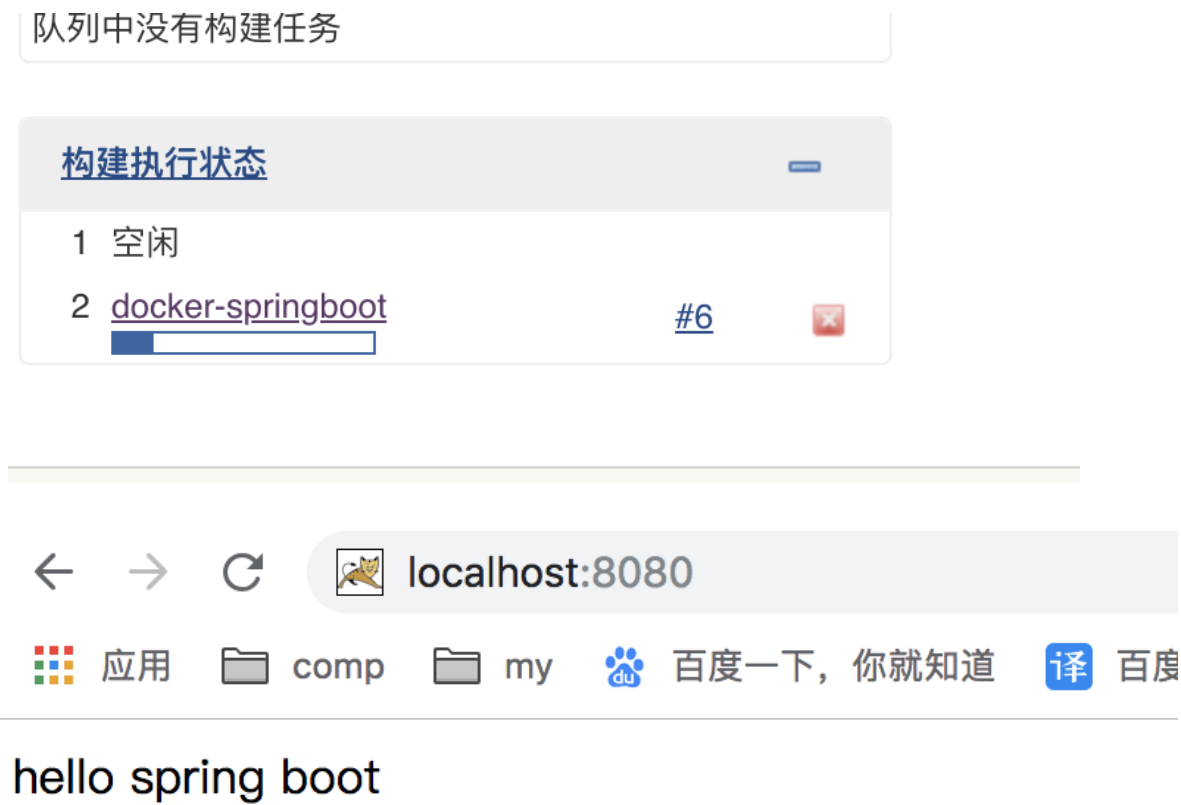 队列中没有构建任务
构建执行状态
1 空闲
2 docker-springboot #6
localhost:8080
应用 comp my du 百度一下，你就知道 译 百度
hello spring boot